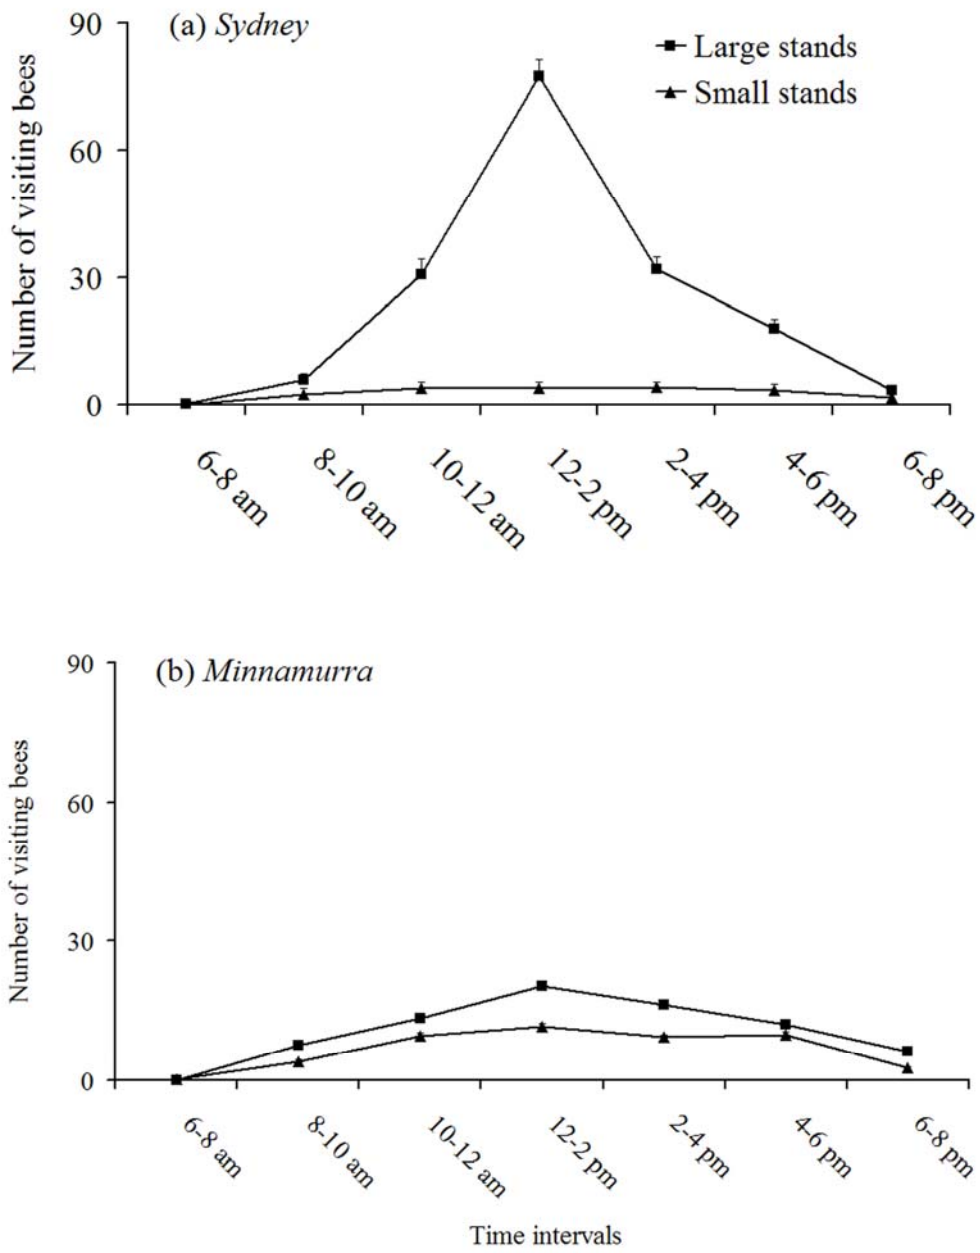 (a) Sydney
Large stands
Small stands
Number of visiting bees
90
60
30
0
6-8 am
8-10 am
10-12 am
12-2 pm
2-4 pm
4-6 pm
6-8 pm
(b) Minnamurra
Number of visiting bees
90
60
30
0
6-8 am
8-10 am
10-12 am
12-2 pm
2-4 pm
4-6 pm
6-8 pm
Time intervals